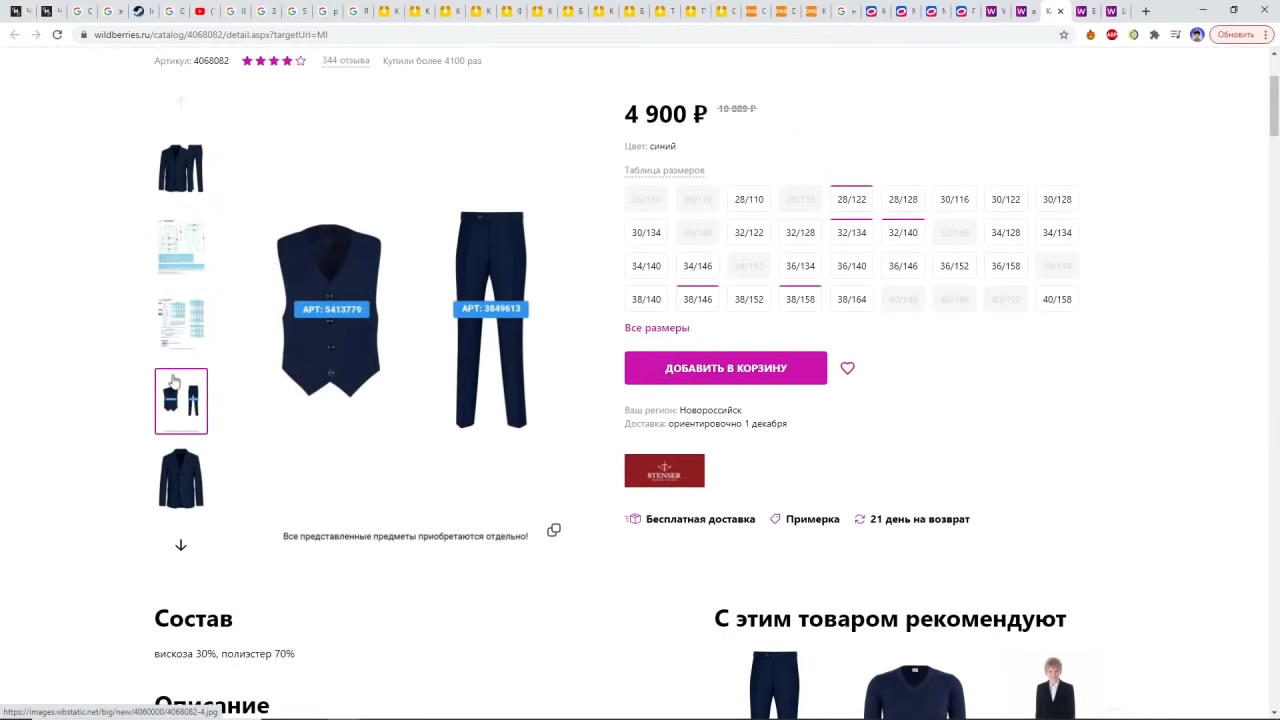 Обновить
wildberries.ru/catalog/4068082/detail.aspx?targetUrl=MI
Артикул: 4068082 344 отзыва Купили более 4100 раз
4 900 ₽ 10 889 ₽
Цвет: синий
Таблица размеров
28/110 28/122 28/128 30/116 30/122 30/128
30/134 32/122 32/128 32/134 32/140 34/128 34/134
34/140 34/146 36/134 36/140 36/146 36/152 36/158
38/140 38/146 38/152 38/158 40/158
Все размеры
ДОБАВИТЬ В КОРЗИНУ
Ваш регион: Новороссийск
Доставка: ориентировочно 1 декабря
STENSER
Бесплатная доставка Примерка 21 день на возврат
АРТ: 5413779 АРТ: 3849613
Все представленные предметы приобретаются отдельно!
Состав
вискоза 30%, полиэстер 70%
Описание
С этим товаром рекомендуют
https://images.wbstatic.net/big/new/4060000/4068082-4.jpg